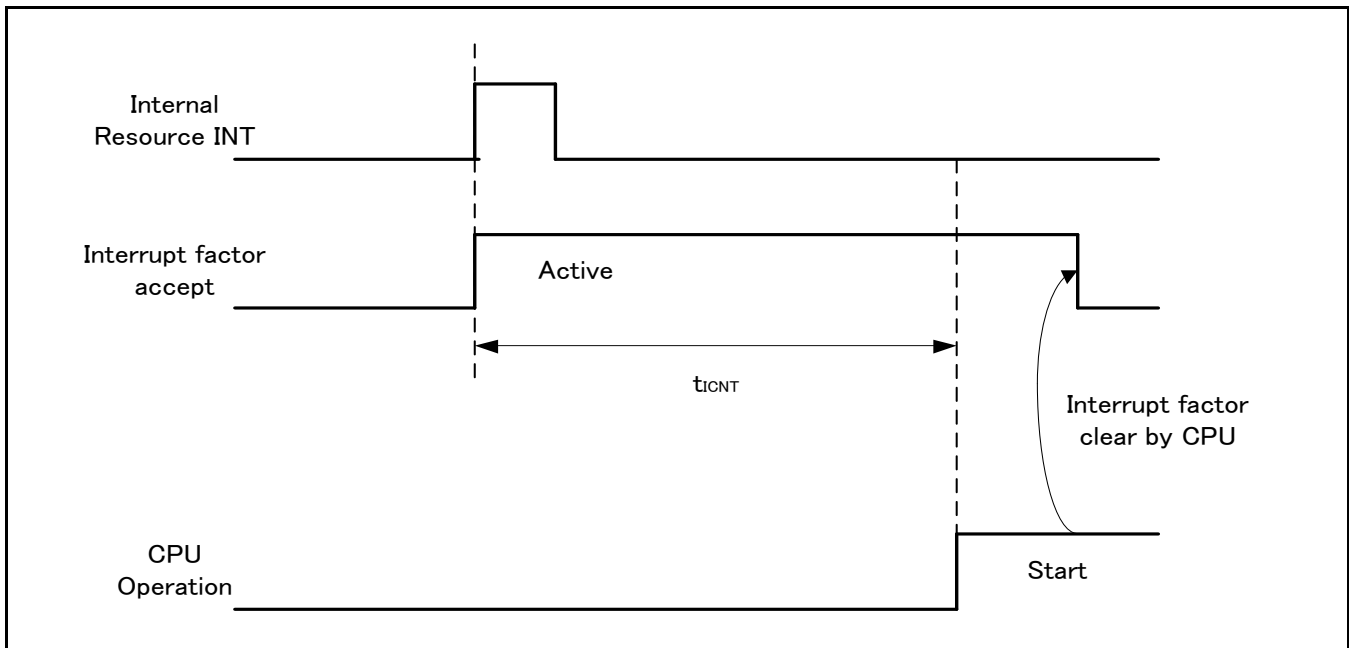 Internal
Resource INT
Interrupt factor
accept
Active
tICNT
Interrupt factor
clear by CPU
CPU
Operation
Start